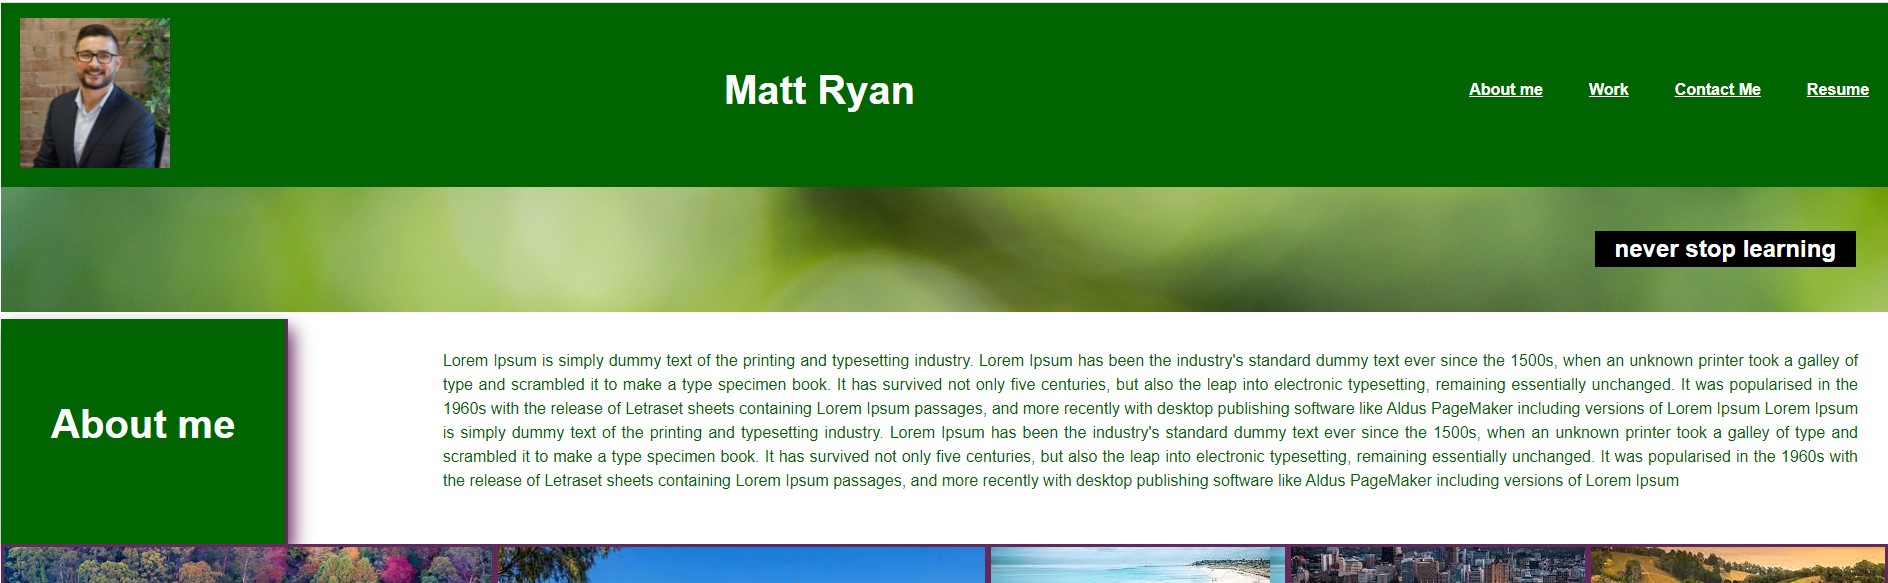 Matt Ryan
About me Work Contact Me Resume
never stop learning
About me
Lorem Ipsum is simply dummy text of the printing and typesetting industry. Lorem Ipsum has been the industry's standard dummy text ever since the 1500s, when an unknown printer took a galley of
type and scrambled it to make a type specimen book. It has survived not only five centuries, but also the leap into electronic typesetting, remaining essentially unchanged. It was popularised in the
1960s with the release of Letraset sheets containing Lorem Ipsum passages, and more recently with desktop publishing software like Aldus PageMaker including versions of Lorem Ipsum Lorem Ipsum
is simply dummy text of the printing and typesetting industry. Lorem Ipsum has been the industry's standard dummy text ever since the 1500s, when an unknown printer took a galley of type and
scrambled it to make a type specimen book. It has survived not only five centuries, but also the leap into electronic typesetting, remaining essentially unchanged. It was popularised in the 1960s with
the release of Letraset sheets containing Lorem Ipsum passages, and more recently with desktop publishing software like Aldus PageMaker including versions of Lorem Ipsum